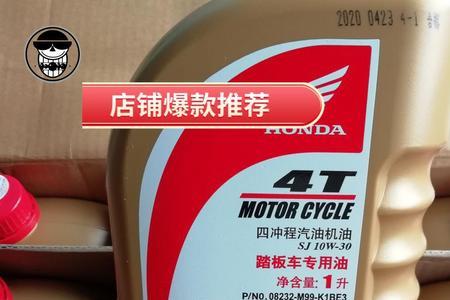 2020 0423 4-1
店铺爆款推荐
HONDA
4T
MOTOR CYCLE
四冲程汽油机油
SJ 10W-30
踏板车专用油
净含量:1升
P/NO.08232-M99-K1BE3